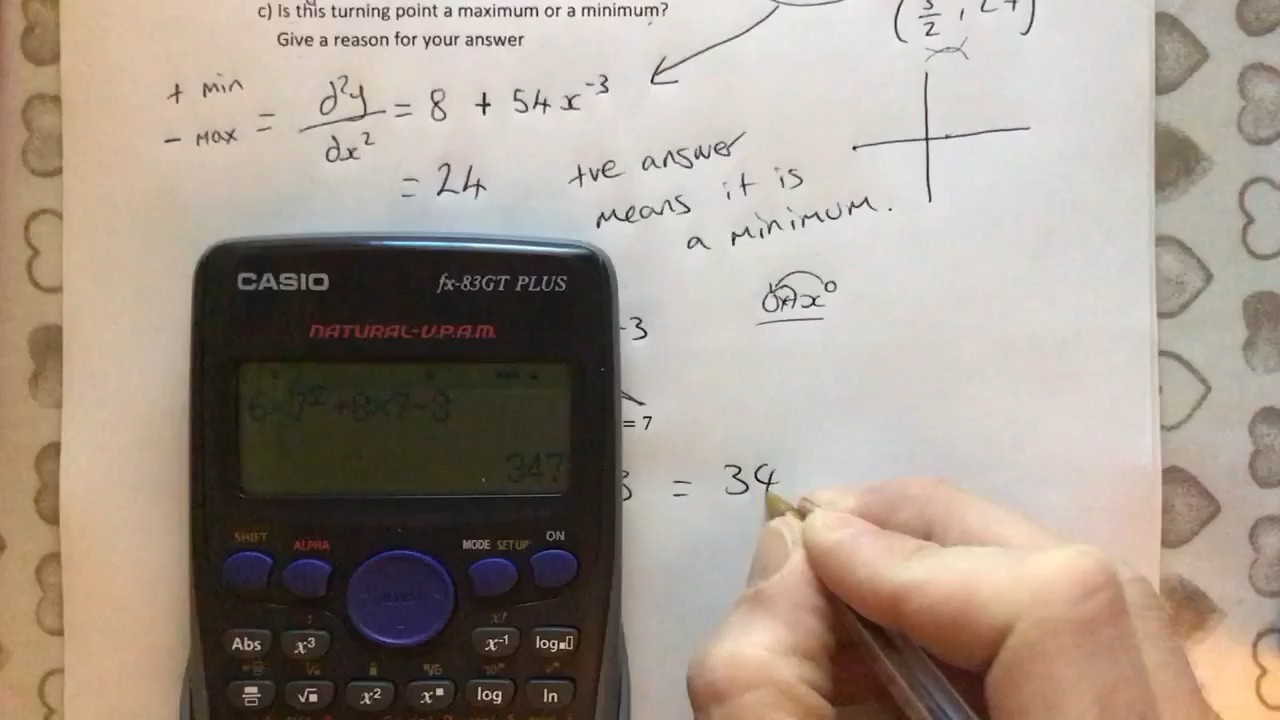 c) Is this turning point a maximum or a minimum?
Give a reason for your answer
+ min
- max
= d²y/dx² = 8 + 54x⁻³
= 24
+ve answer
means it is
a minimum.
-3
= 7
3 = 34
CASIO
fx-83GT PLUS
NATURAL-V.P.A.M.
6×7²+8×7-3
347
SHIFT ALPHA MODE SETUP ON
x!
Abs x³ x⁻¹ log
√ x² x log ln